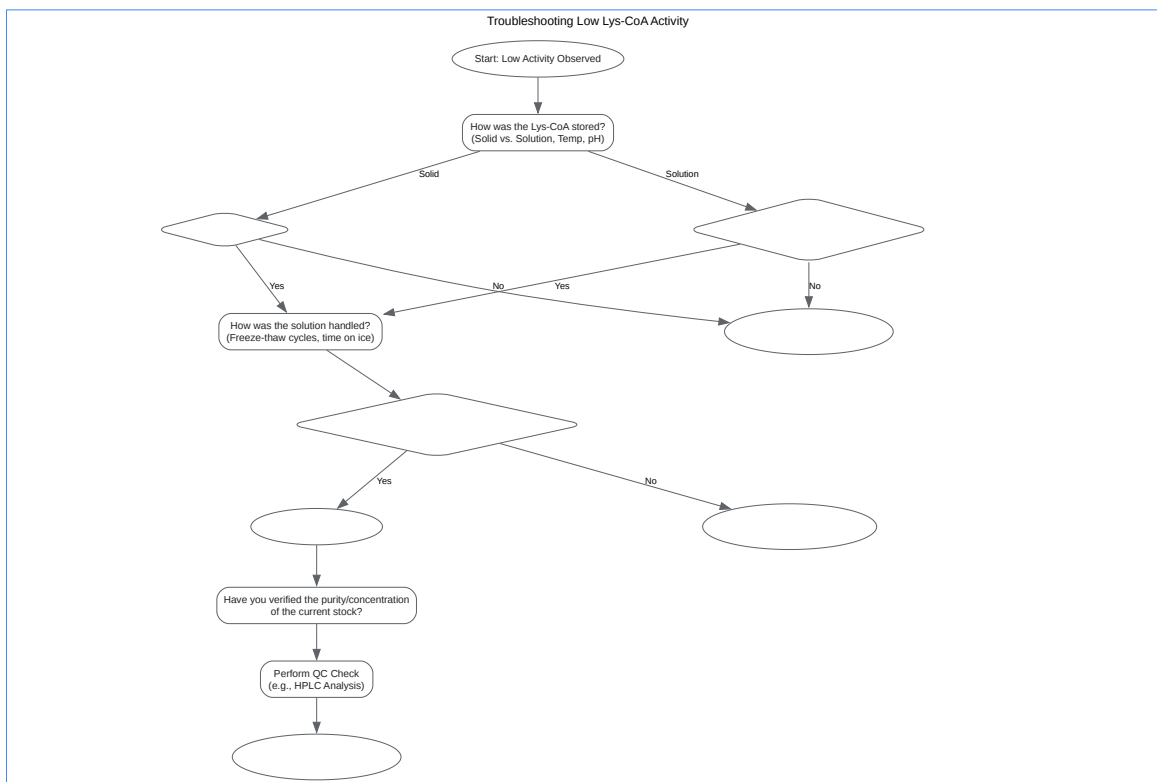 Troubleshooting Low Lys-CoA Activity
Start: Low Activity Observed
How was the Lys-CoA stored?
(Solid vs. Solution, Temp, pH)
Solid
Solution
Yes
No
Yes
No
How was the solution handled?
(Freeze-thaw cycles, time on ice)
Yes
No
Have you verified the purity/concentration
of the current stock?
Perform QC Check
(e.g., HPLC Analysis)